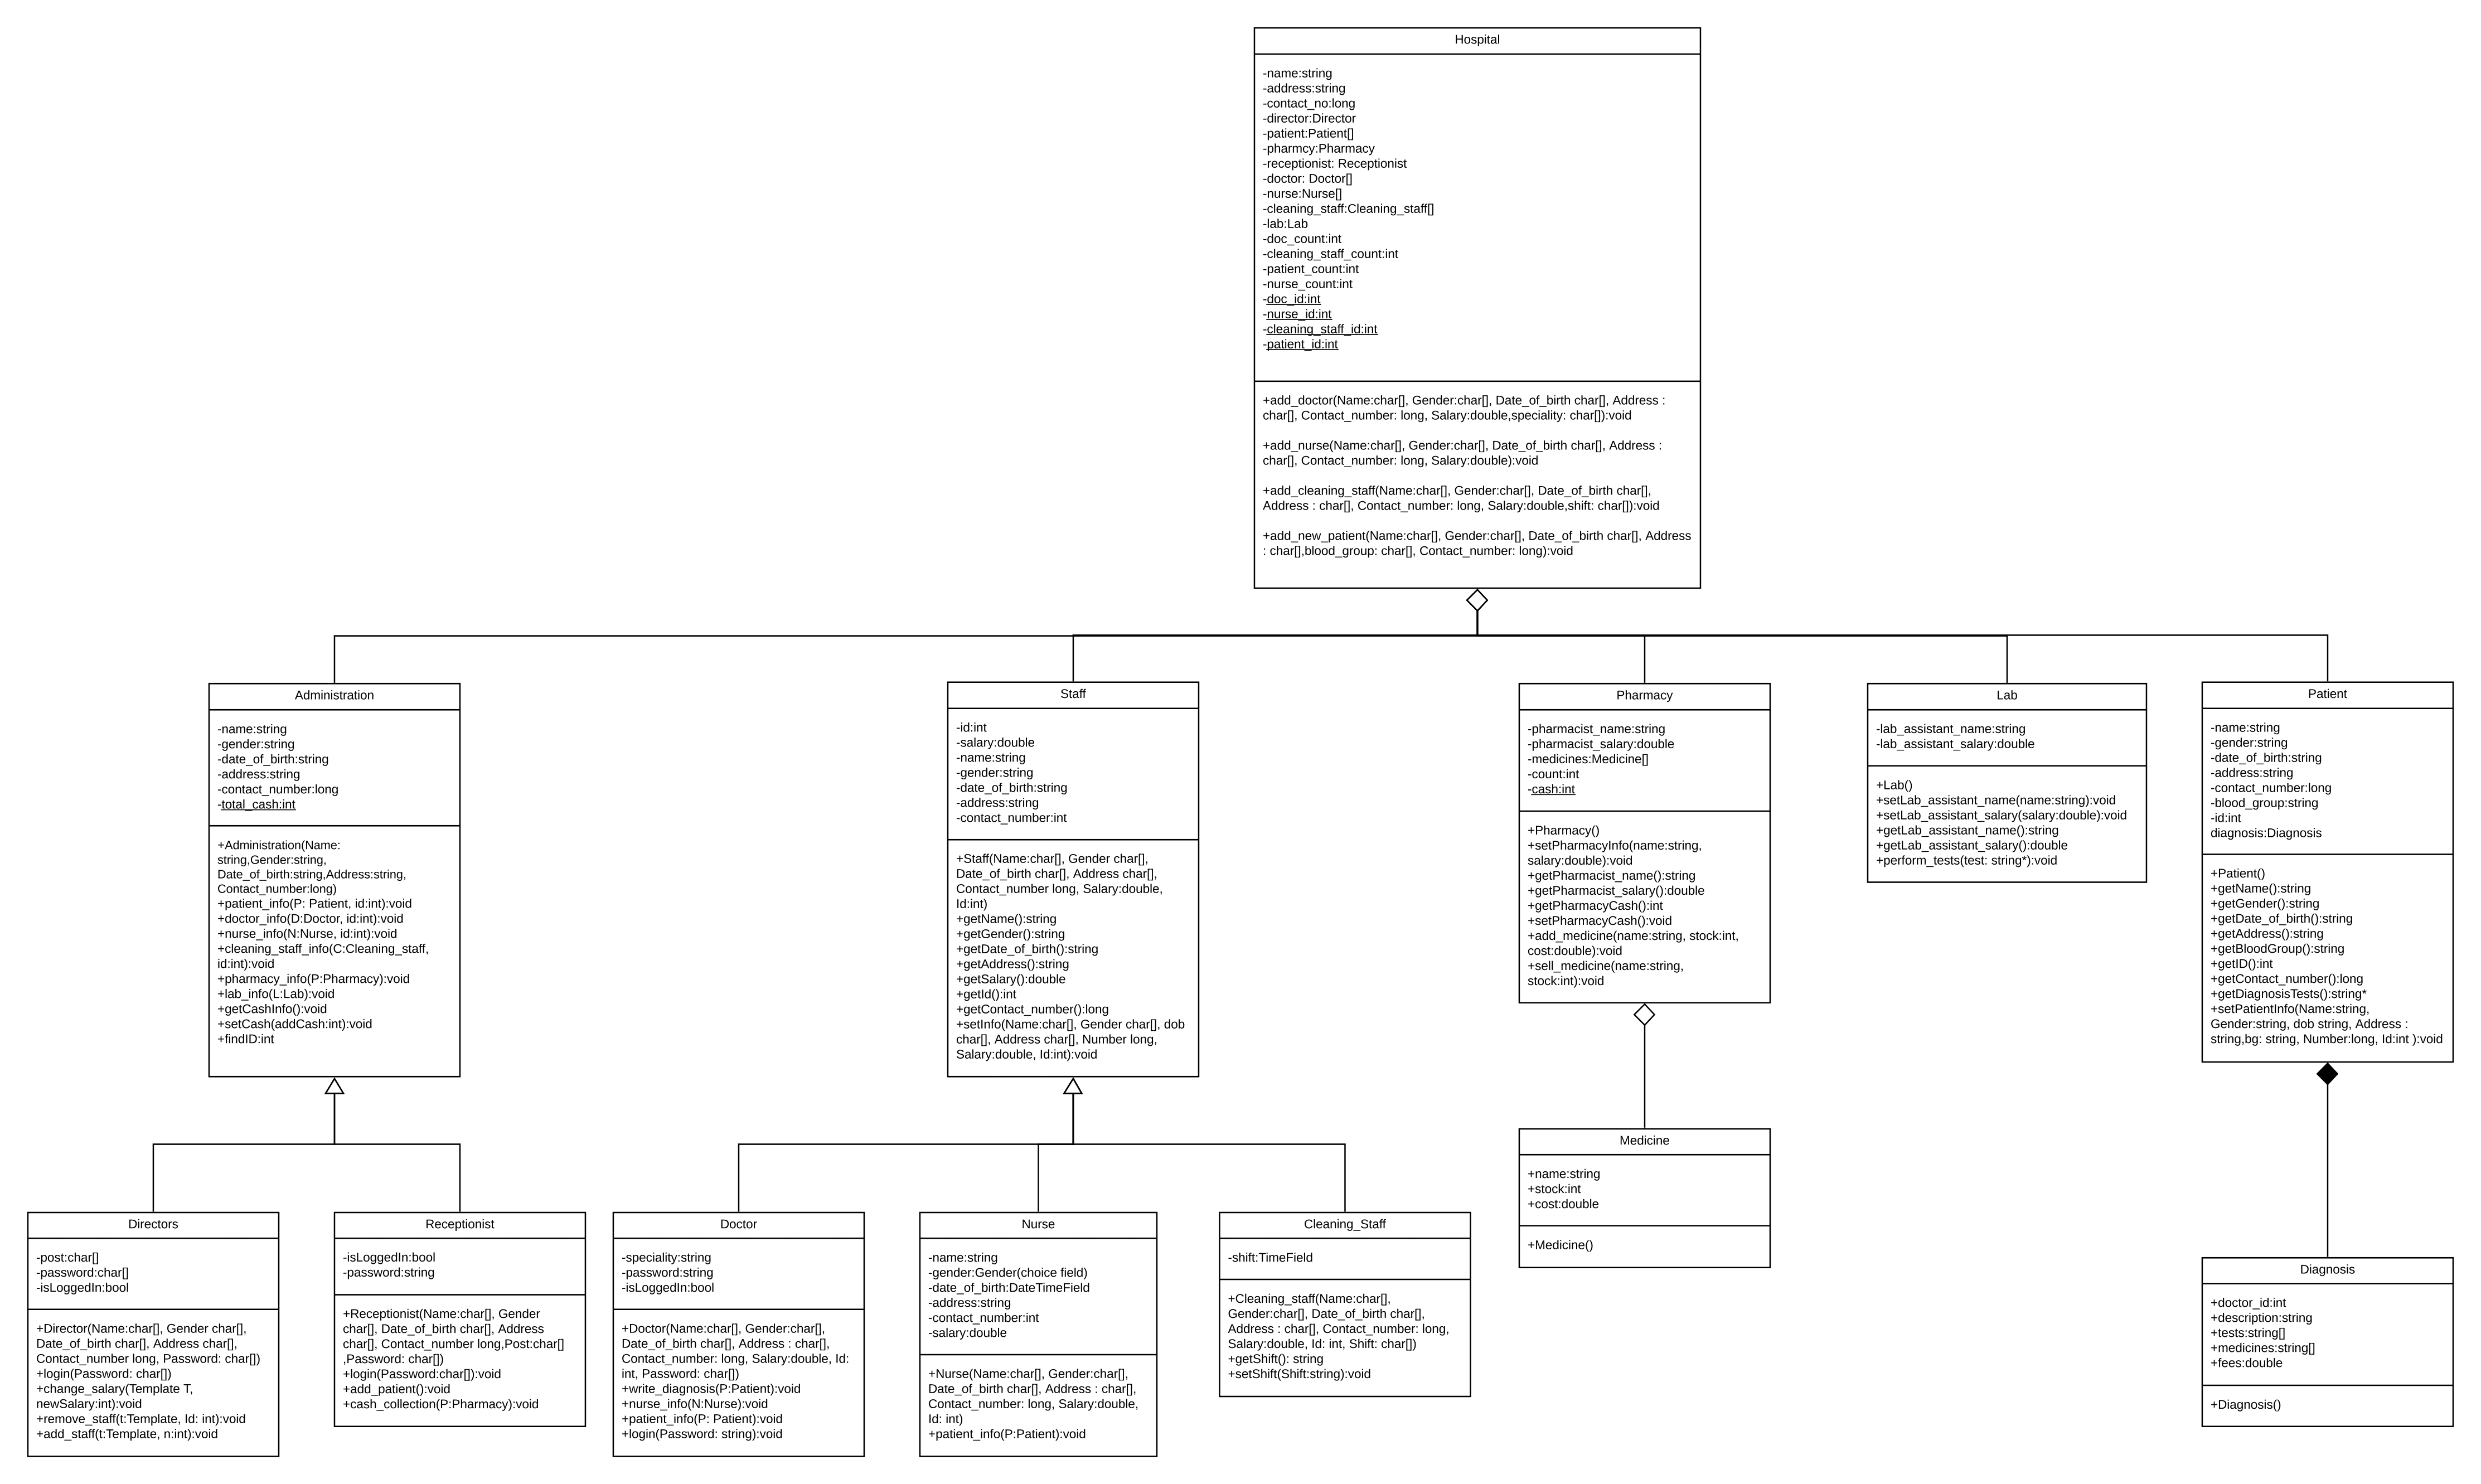 Hospital
-name:string
-address:string
-contact_no:long
-director:Director
-patient:Patient[]
-pharmcy:Pharmacy
-receptionist: Receptionist
-doctor: Doctor[]
-nurse:Nurse[]
-cleaning_staff:Cleaning_staff[]
-lab:Lab
-doc_count:int
-cleaning_staff_count:int
-patient_count:int
-nurse_count:int
-doc_id:int
-nurse_id:int
-cleaning_staff_id:int
-patient_id:int
+add_doctor(Name:char[], Gender:char[], Date_of_birth char[], Address :
char[], Contact_number: long, Salary:double,speciality: char[]):void
+add_nurse(Name:char[], Gender:char[], Date_of_birth char[], Address :
char[], Contact_number: long, Salary:double):void
+add_cleaning_staff(Name:char[], Gender:char[], Date_of_birth char[],
Address : char[], Contact_number: long, Salary:double,shift: char[]):void
+add_new_patient(Name:char[], Gender:char[], Date_of_birth char[], Address
: char[],blood_group: char[], Contact_number: long):void
Administration
-name:string
-gender:string
-date_of_birth:string
-address:string
-contact_number:long
-total_cash:int
+Administration(Name:
string,Gender:string,
Date_of_birth:string,Address:string,
Contact_number:long)
+patient_info(P: Patient, id:int):void
+doctor_info(D:Doctor, id:int):void
+nurse_info(N:Nurse, id:int):void
+cleaning_staff_info(C:Cleaning_staff,
id:int):void
+pharmacy_info(P:Pharmacy):void
+lab_info(L:Lab):void
+getCashInfo():void
+setCash(addCash:int):void
+findID:int
Staff
-id:int
-salary:double
-name:string
-gender:string
-date_of_birth:string
-address:string
-contact_number:int
+Staff(Name:char[], Gender char[],
Date_of_birth char[], Address char[],
Contact_number long, Salary:double,
Id:int)
+getName():string
+getGender():string
+getDate_of_birth():string
+getAddress():string
+getSalary():double
+getId():int
+getContact_number():long
+setInfo(Name:char[], Gender char[], dob
char[], Address char[], Number long,
Salary:double, Id:int):void
Pharmacy
-pharmacist_name:string
-pharmacist_salary:double
-medicines:Medicine[]
-count:int
-cash:int
+Pharmacy()
+setPharmacyInfo(name:string,
salary:double):void
+getPharmacist_name():string
+getPharmacist_salary():double
+getPharmacyCash():int
+setPharmacyCash():void
+add_medicine(name:string, stock:int,
cost:double):void
+sell_medicine(name:string,
stock:int):void
Lab
-lab_assistant_name:string
-lab_assistant_salary:double
+Lab()
+setLab_assistant_name(name:string):void
+setLab_assistant_salary(salary:double):void
+getLab_assistant_name():string
+getLab_assistant_salary():double
+perform_tests(test: string*):void
Patient
-name:string
-gender:string
-date_of_birth:string
-address:string
-contact_number:long
-blood_group:string
-id:int
diagnosis:Diagnosis
+Patient()
+getName():string
+getGender():string
+getDate_of_birth():string
+getAddress():string
+getBloodGroup():string
+getID():int
+getContact_number():long
+getDiagnosisTests():string*
+setPatientInfo(Name:string,
Gender:string, dob string, Address :
string,bg: string, Number:long, Id:int ):void
Directors
-post:char[]
-password:char[]
-isLoggedIn:bool
+Director(Name:char[], Gender char[],
Date_of_birth char[], Address char[],
Contact_number long, Password: char[])
+login(Password: char[])
+change_salary(Template T,
newSalary:int):void
+remove_staff(t:Template, Id: int):void
+add_staff(t:Template, n:int):void
Receptionist
-isLoggedIn:bool
-password:string
+Receptionist(Name:char[], Gender
char[], Date_of_birth char[], Address
char[], Contact_number long,Post:char[]
,Password: char[])
+login(Password:char[]):void
+add_patient():void
+cash_collection(P:Pharmacy):void
Doctor
-speciality:string
-password:string
-isLoggedIn:bool
+Doctor(Name:char[], Gender:char[],
Date_of_birth char[], Address : char[],
Contact_number: long, Salary:double, Id:
int, Password: char[])
+write_diagnosis(P:Patient):void
+nurse_info(N:Nurse):void
+patient_info(P: Patient):void
+login(Password: string):void
Nurse
-name:string
-gender:Gender(choice field)
-date_of_birth:DateTimeField
-address:string
-contact_number:int
-salary:double
+Nurse(Name:char[], Gender:char[],
Date_of_birth char[], Address : char[],
Contact_number: long, Salary:double,
Id: int)
+patient_info(P:Patient):void
Cleaning_Staff
-shift:TimeField
+Cleaning_staff(Name:char[],
Gender:char[], Date_of_birth char[],
Address : char[], Contact_number: long,
Salary:double, Id: int, Shift: char[])
+getShift(): string
+setShift(Shift:string):void
Medicine
+name:string
+stock:int
+cost:double
+Medicine()
Diagnosis
+doctor_id:int
+description:string
+tests:string[]
+medicines:string[]
+fees:double
+Diagnosis()